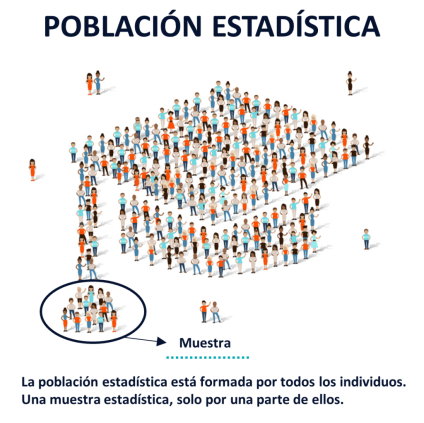 POBLACIÓN ESTADÍSTICA
Muestra
La población estadística está formada por todos los individuos.
Una muestra estadística, solo por una parte de ellos.